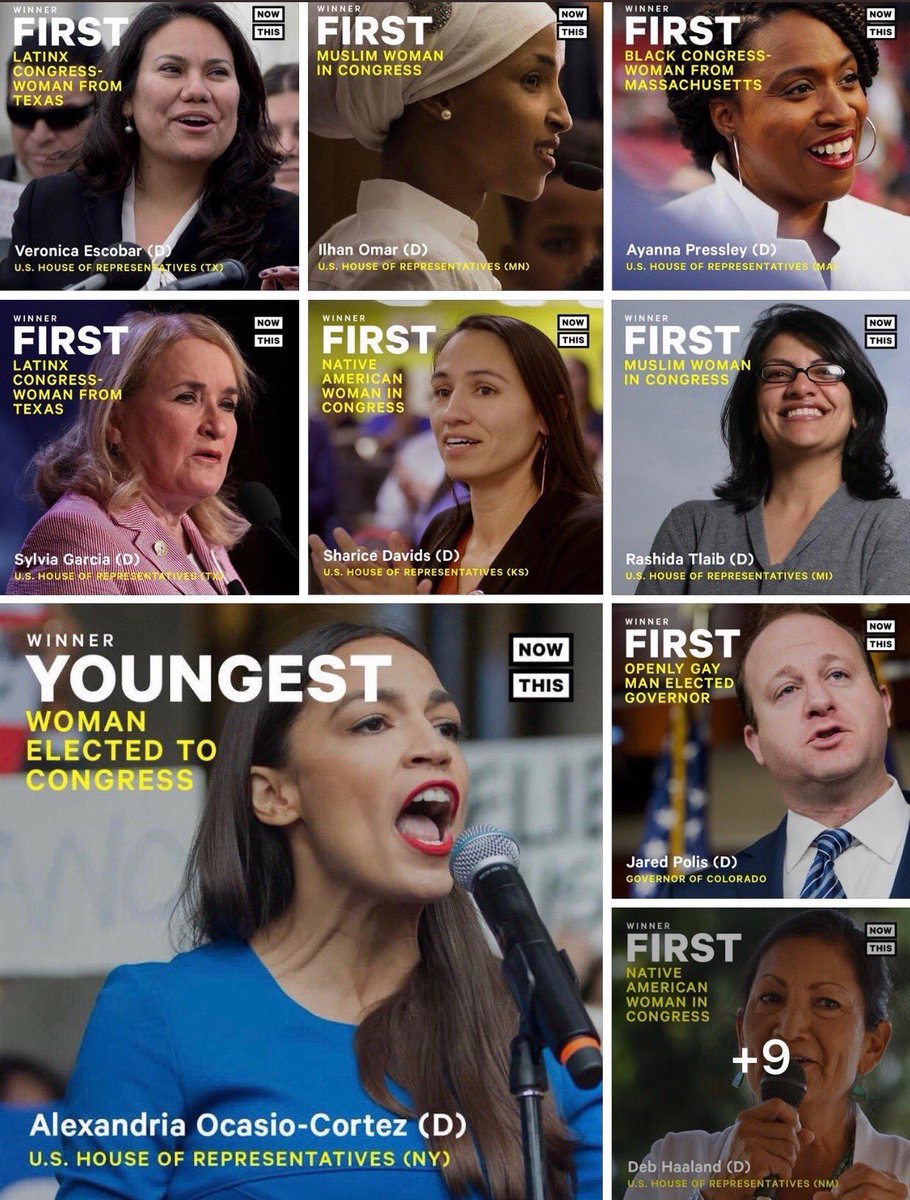 WINNER
FIRST
LATINX
CONGRESS-
WOMAN FROM
TEXAS
NOW
THIS
Veronica Escobar (D)
U.S. HOUSE OF REPRESENTATIVES (TX)
WINNER
FIRST
MUSLIM WOMAN
IN CONGRESS
NOW
THIS
Ilhan Omar (D)
U.S. HOUSE OF REPRESENTATIVES (MN)
WINNER
FIRST
BLACK CONGRESS-
WOMAN FROM
MASSACHUSETTS
NOW
THIS
Ayanna Pressley (D)
U.S. HOUSE OF REPRESENTATIVES (MA)
WINNER
FIRST
LATINX
CONGRESS-
WOMAN FROM
TEXAS
NOW
THIS
Sylvia Garcia (D)
U.S. HOUSE OF REPRESENTATIVES (TX)
WINNER
FIRST
NATIVE
AMERICAN
WOMAN IN
CONGRESS
NOW
THIS
Sharice Davids (D)
U.S. HOUSE OF REPRESENTATIVES (KS)
WINNER
FIRST
MUSLIM WOMAN
IN CONGRESS
NOW
THIS
Rashida Tlaib (D)
U.S. HOUSE OF REPRESENTATIVES (MI)
WINNER
YOUNGEST
WOMAN
ELECTED TO
CONGRESS
NOW
THIS
Alexandria Ocasio-Cortez (D)
U.S. HOUSE OF REPRESENTATIVES (NY)
WINNER
FIRST
OPENLY GAY
MAN ELECTED
GOVERNOR
NOW
THIS
Jared Polis (D)
GOVERNOR OF COLORADO
WINNER
FIRST
NATIVE
AMERICAN
WOMAN IN
CONGRESS
NOW
THIS
+9
Deb Haaland (D)
U.S. HOUSE OF REPRESENTATIVES (NM)